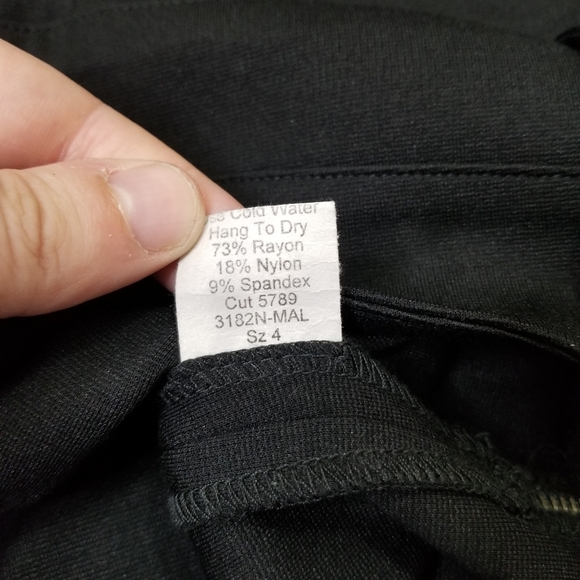 Cold Water
Hang To Dry
73% Rayon
18% Nylon
9% Spandex
Cut 5789
3182N-MAL
Sz 4